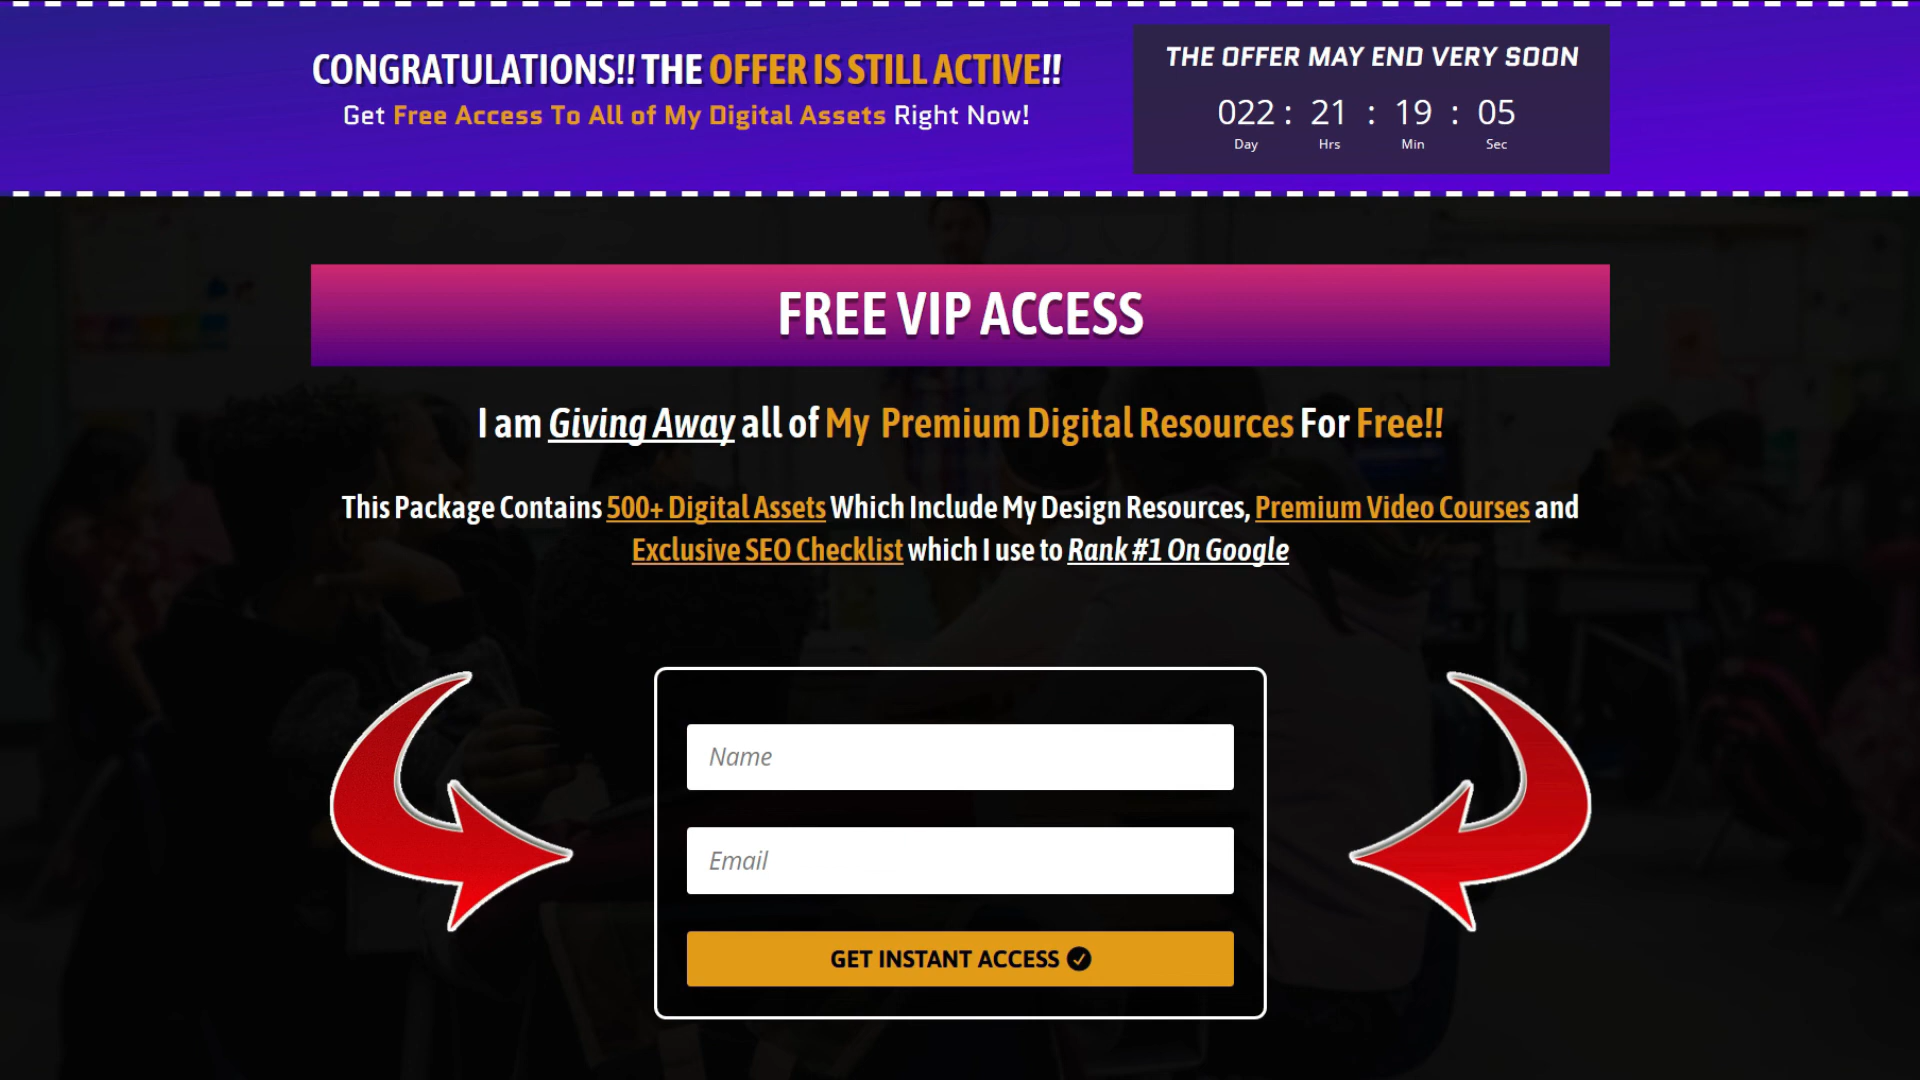 CONGRATULATIONS!! THE OFFER IS STILL ACTIVE!!
Get Free Access To All of My Digital Assets Right Now!
THE OFFER MAY END VERY SOON
022 : 21 : 19 : 05
Day Hrs Min Sec
FREE VIP ACCESS
I am Giving Away all of My Premium Digital Resources For Free!!
This Package Contains 500+ Digital Assets Which Include My Design Resources, Premium Video Courses and
Exclusive SEO Checklist which I use to Rank #1 On Google
Name
Email
GET INSTANT ACCESS